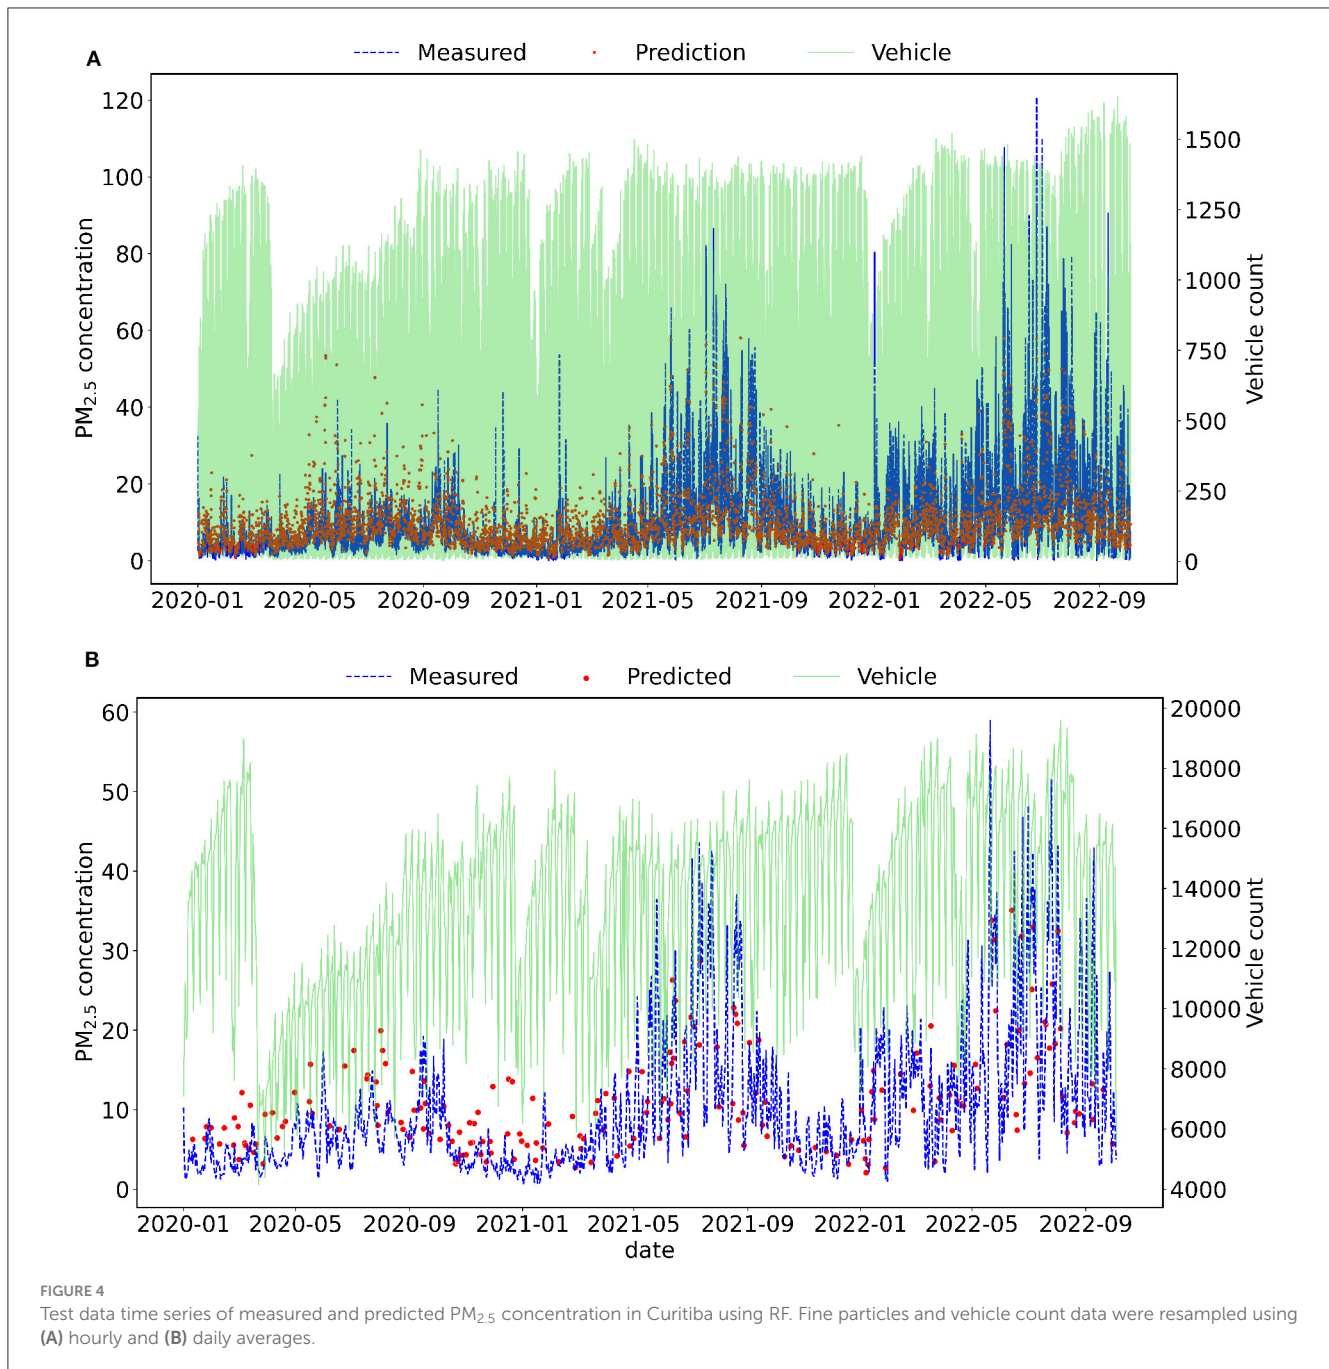 A
Measured Prediction Vehicle
120
100
80
60
40
20
0
PM2.5 concentration
1500
1250
1000
750
500
250
0
Vehicle count
2020-01 2020-05 2020-09 2021-01 2021-05 2021-09 2022-01 2022-05 2022-09
B
Measured Predicted Vehicle
60
50
40
30
20
10
0
PM2.5 concentration
20000
18000
16000
14000
12000
10000
8000
6000
4000
Vehicle count
2020-01 2020-05 2020-09 2021-01 2021-05 2021-09 2022-01 2022-05 2022-09
date
FIGURE 4
Test data time series of measured and predicted PM2.5 concentration in Curitiba using RF. Fine particles and vehicle count data were resampled using
(A) hourly and (B) daily averages.